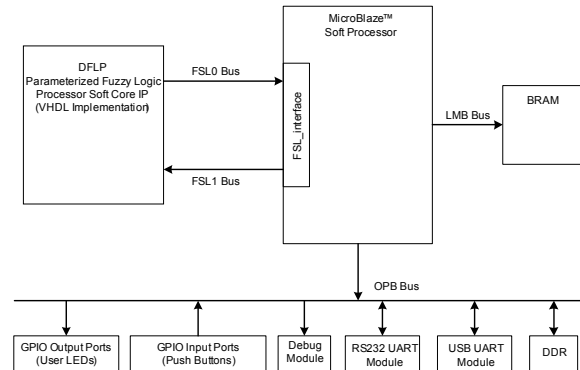 MicroBlaze™
Soft Processor
DFLP
Parameterized Fuzzy Logic
Processor Soft Core IP
(VHDL Implementation)
FSL0 Bus
FSL_interface
FSL1 Bus
LMB Bus
BRAM
OPB Bus
GPIO Output Ports
(User LEDs)
GPIO Input Ports
(Push Buttons)
Debug
Module
RS232 UART
Module
USB UART
Module
DDR